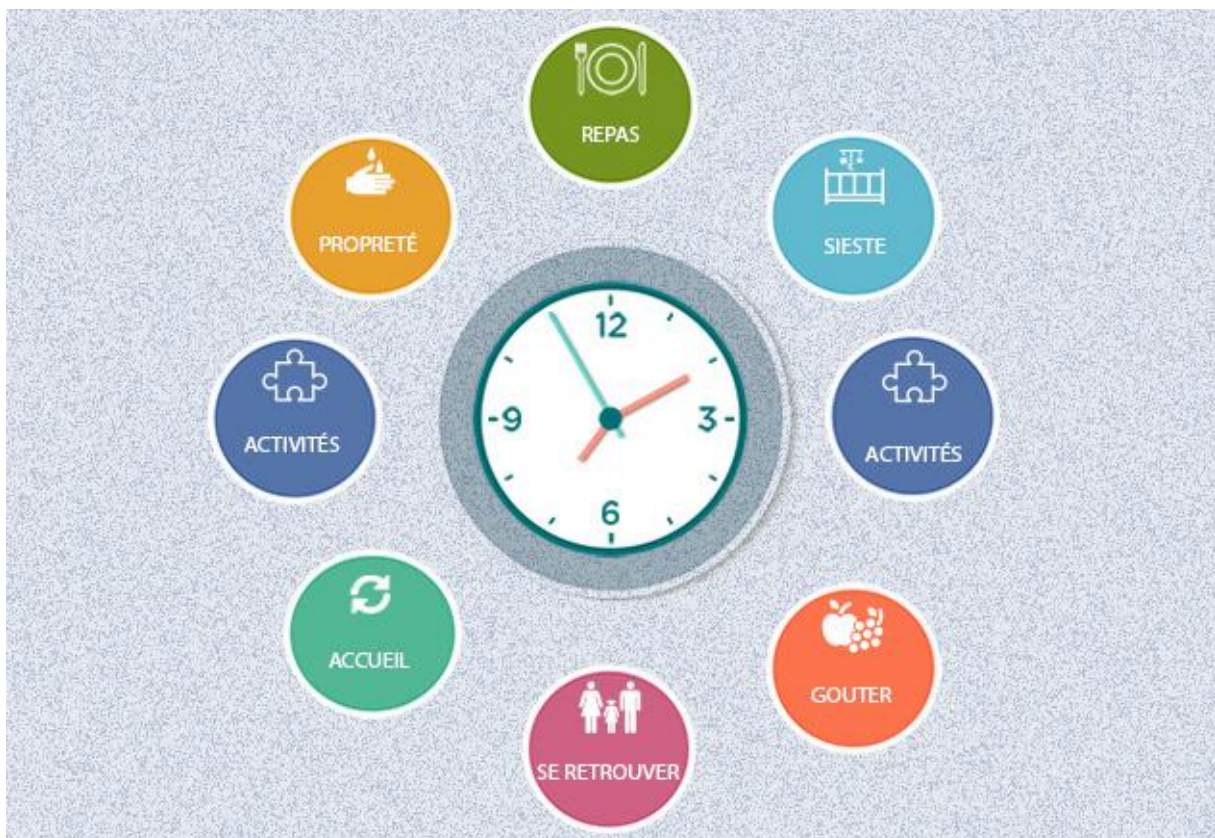 REPAS
PROPRETÉ
SIESTE
12
ACTIVITÉS
9
3
ACTIVITÉS
6
ACCUEIL
GOUTER
SE RETROUVER